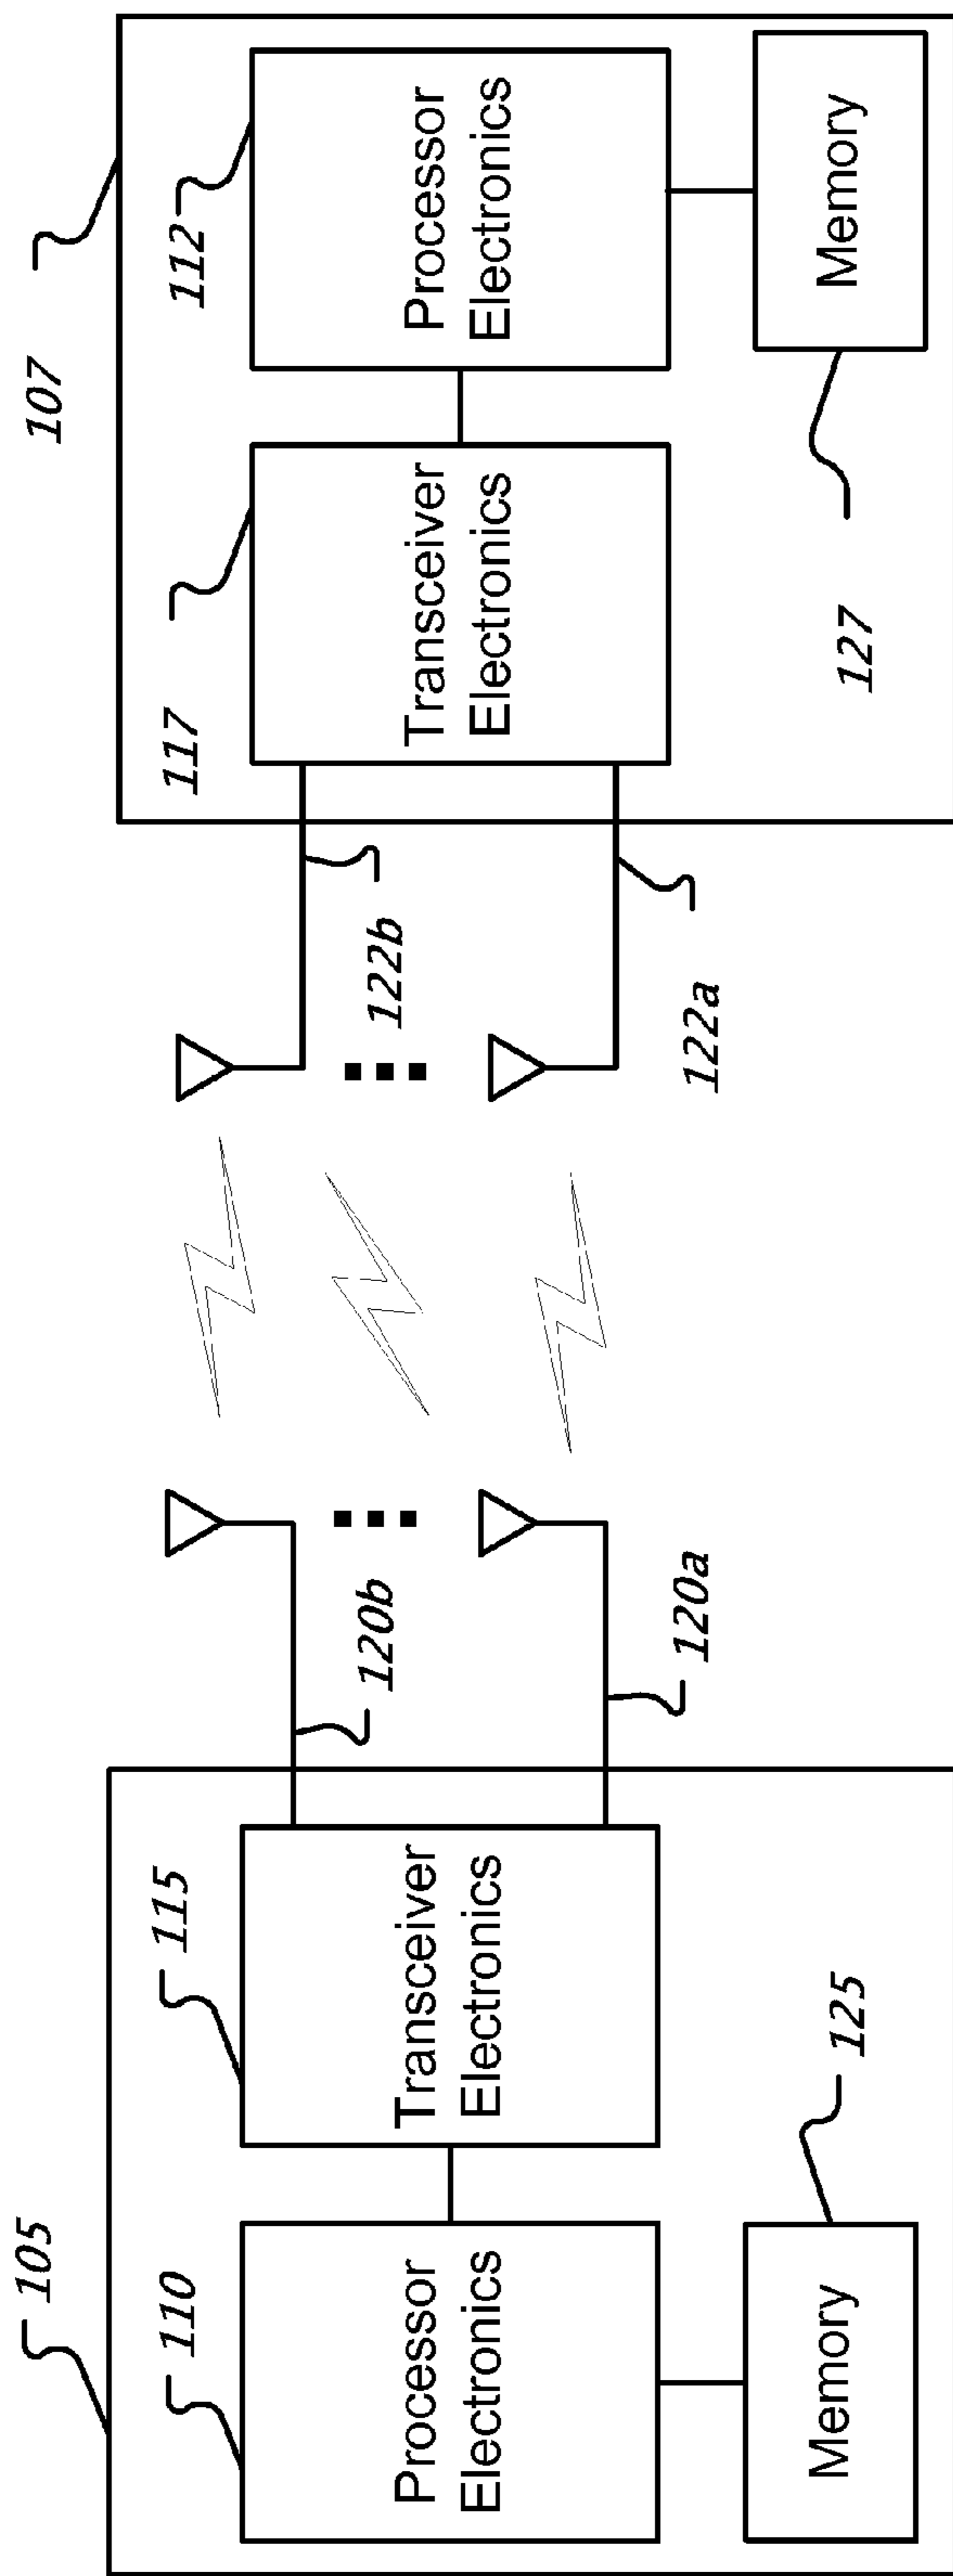 105
110
Processor
Electronics
115
Transceiver
Electronics
Memory
125
120b
120a
122b
122a
107
117
Transceiver
Electronics
112
Processor
Electronics
127
Memory